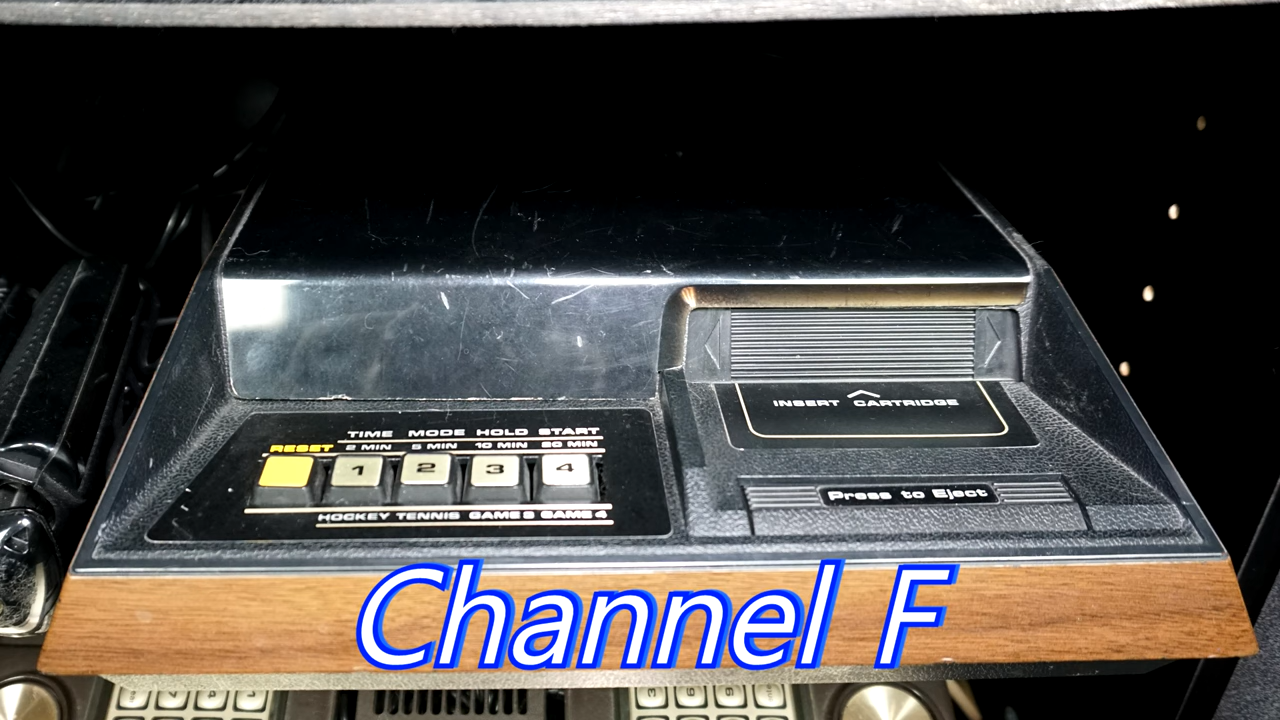 INSERT CARTRIDGE
TIME MODE HOLD START
RESET 2 MIN 5 MIN 10 MIN 20 MIN
1 2 3 4
Press to Eject
HOCKEY TENNIS GAME 3 GAME 4
Channel F